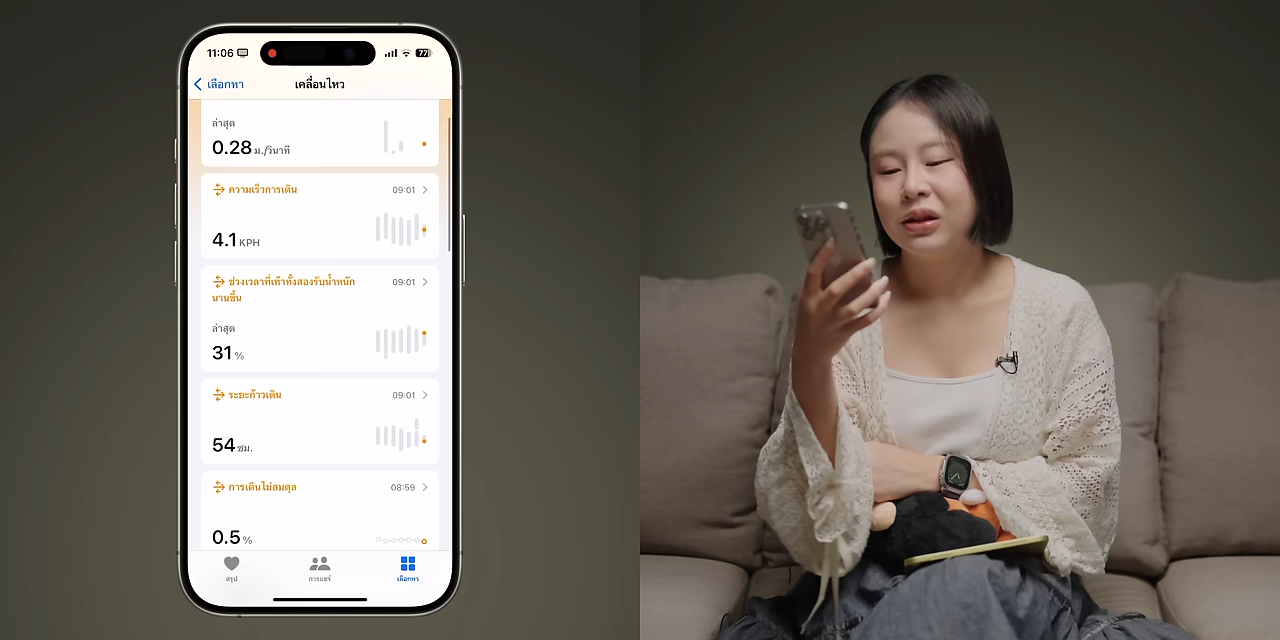 11:06
77
เลือกหา
เคลื่อนไหว
ล่าสุด
0.28 ม./วินาที
ความเร็วการเดิน
09:01
4.1 KPH
ช่วงเวลาที่เท้าทั้งสองรับน้ำหนัก
นานขึ้น
09:01
ล่าสุด
31 %
ระยะก้าวเดิน
09:01
54 ซม.
การเดินไม่สมดุล
08:59
0.5 %
สรุป
การแชร์
เลือกหา